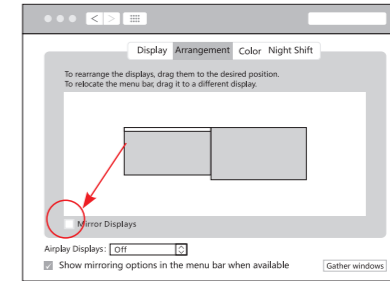 Display Arrangement Color Night Shift
To rearrange the displays, drag them to the desired position.
To relocate the menu bar, drag it to a different display.
Mirror Displays
Airplay Displays: Off
Show mirroring options in the menu bar when available
Gather windows